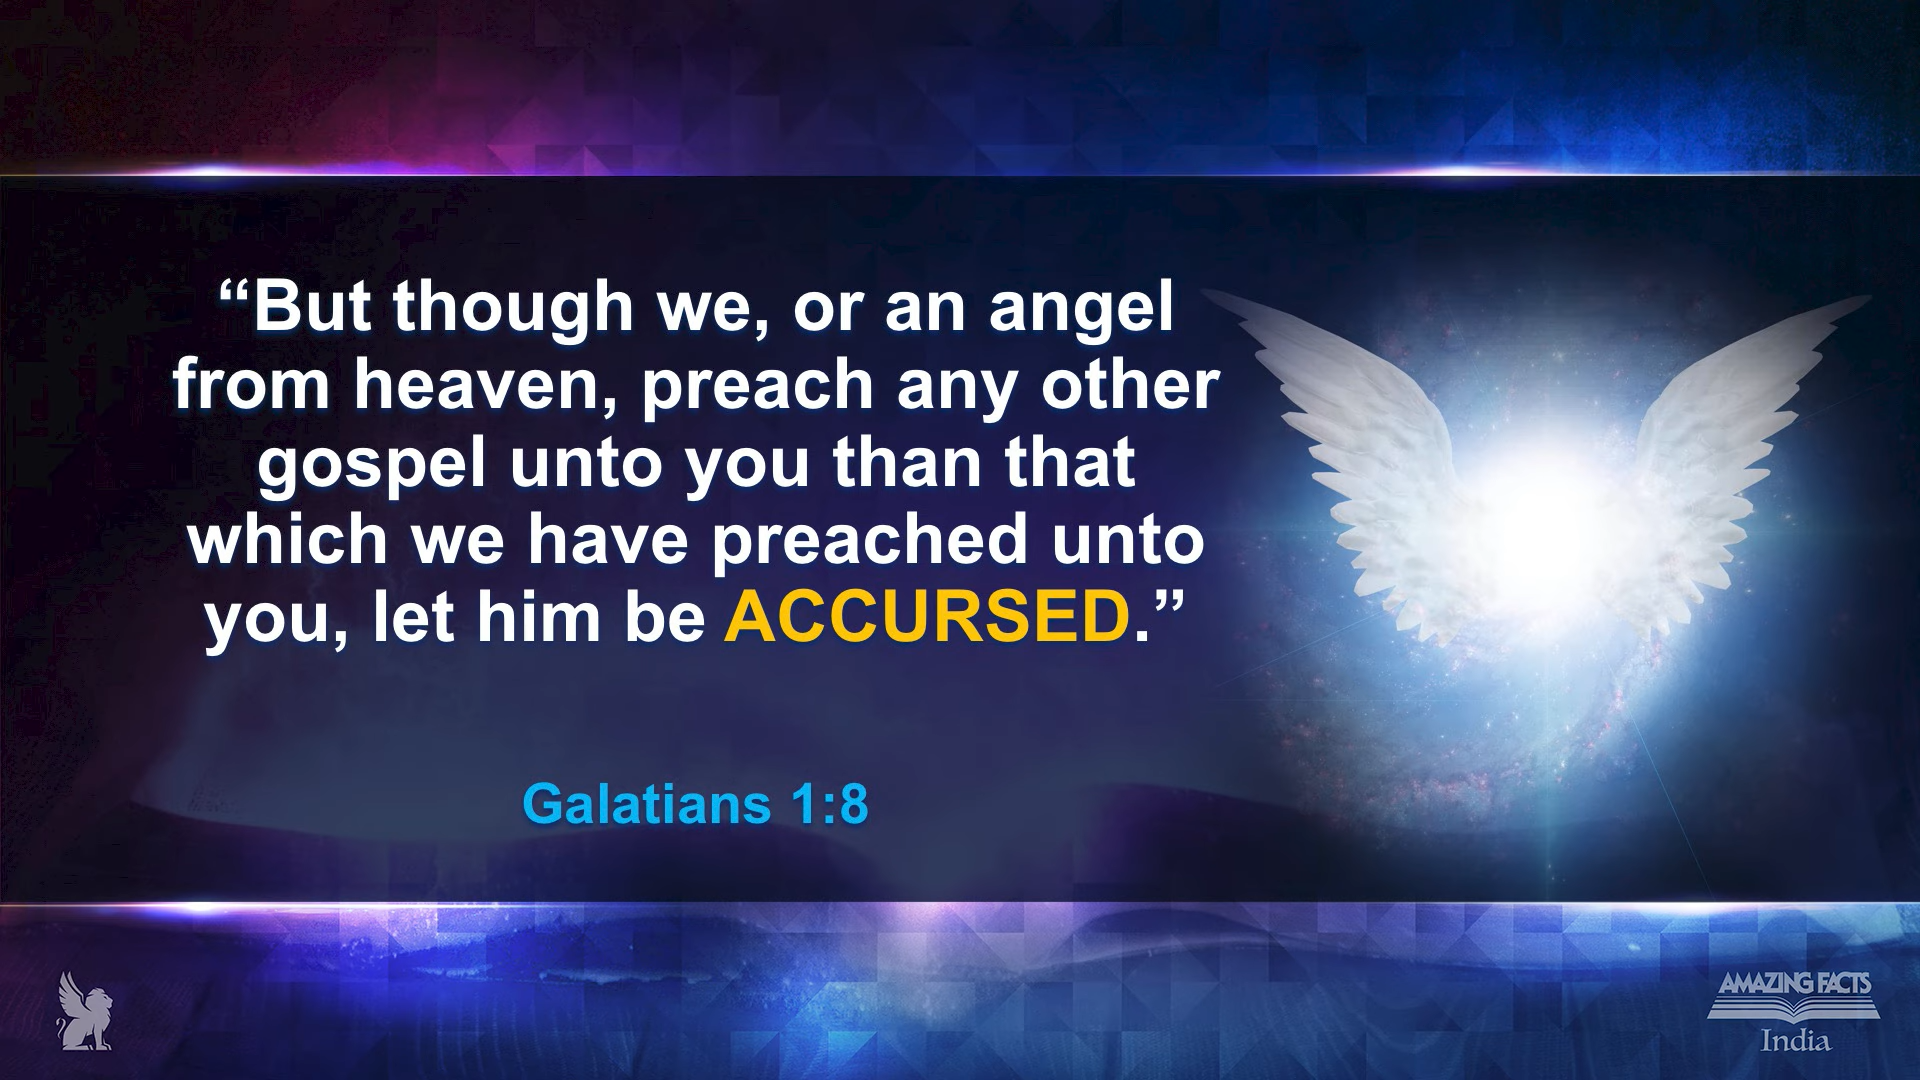 “But though we, or an angel
from heaven, preach any other
gospel unto you than that
which we have preached unto
you, let him be ACCURSED.”
Galatians 1:8
AMAZING FACTS
India